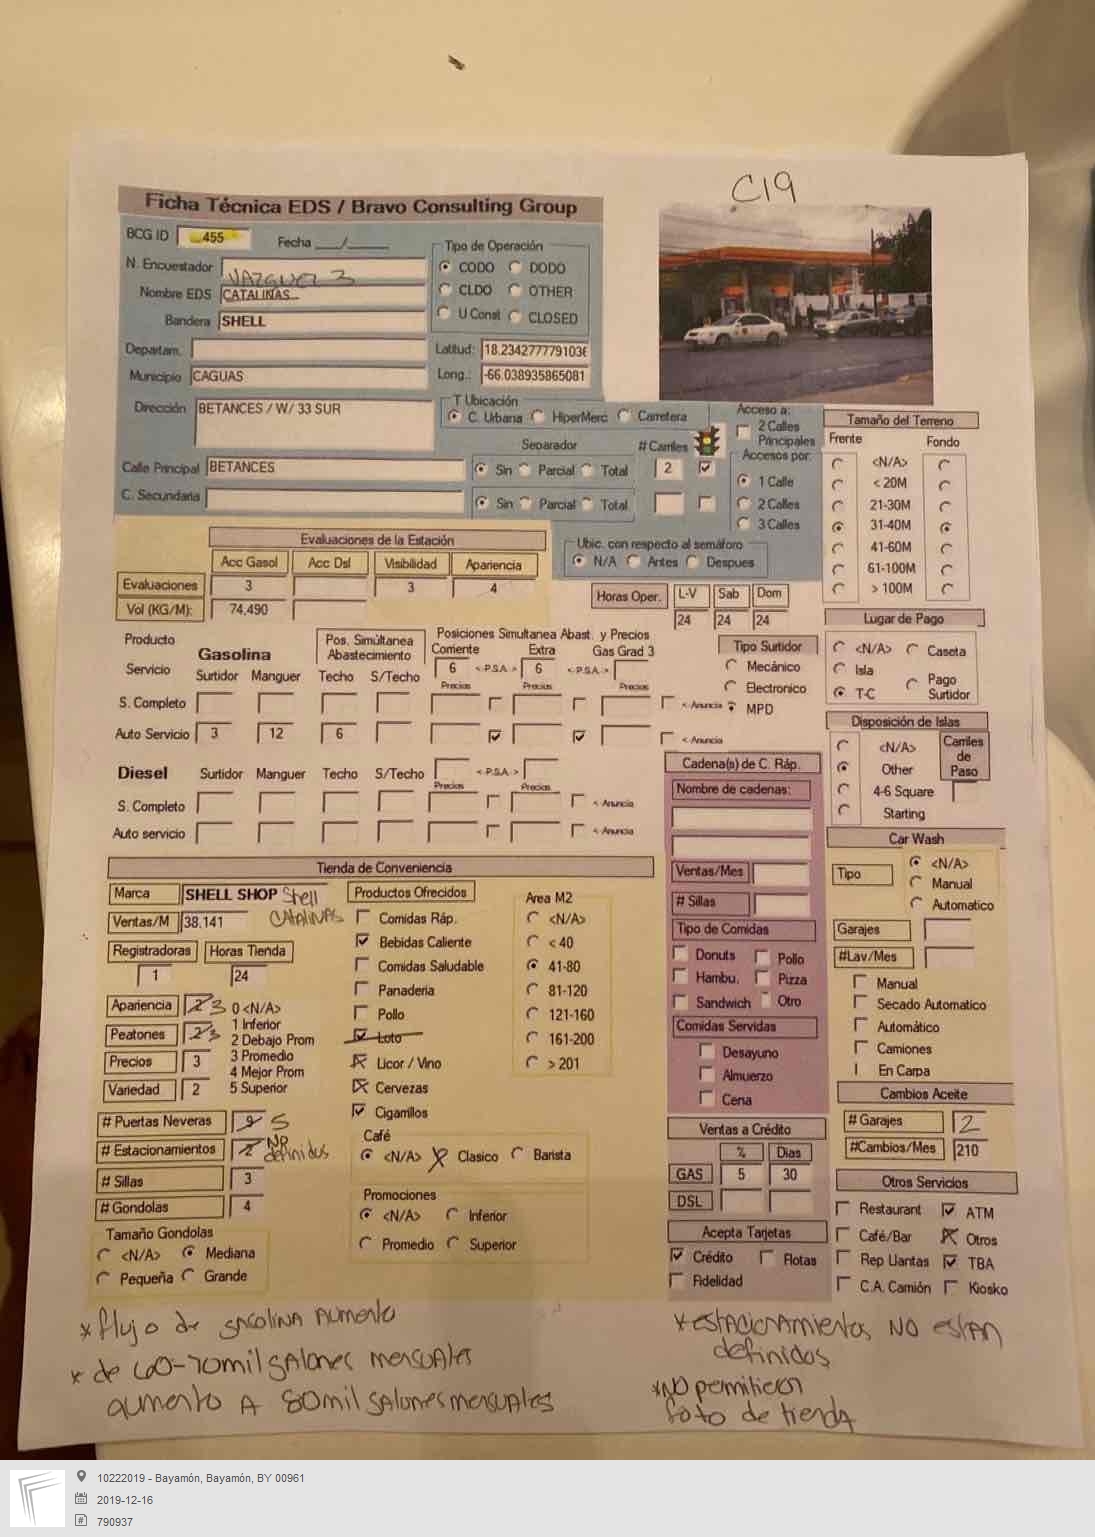 C19
Ficha Técnica EDS / Bravo Consulting Group
BCG ID 455 Fecha ___/____
N. Encuestador VAZQUEZ 3
Nombre EDS CATALINAS
Bandera SHELL
Tipo de Operación
CODO DODO
CLDO OTHER
U Const CLOSED
Departam.
Municipio CAGUAS
Latitud: 18.2342777791036
Long.: -66.038935865081
Dirección BETANCES / W/ 33 SUR
T Ubicación
C. Urbana HiperMerc Carretera
Separador # Carriles
Calle Principal BETANCES Sin Parcial Total 2
C. Secundaria Sin Parcial Total
Acceso a:
2 Calles Principales
Accesos por:
1 Calle
2 Calles
3 Calles
Ubic. con respecto al semáforo
N/A Antes Despues
Tamaño del Terreno
Frente Fondo
<N/A>
< 20M
21-30M
31-40M
41-60M
61-100M
> 100M
Evaluaciones de la Estación
Acc Gasol Acc Dsl Visibilidad Apariencia
Evaluaciones 3 3 4
Vol (KG/M): 74,490
Horas Oper. L-V Sab Dom
24 24 24
Lugar de Pago
<N/A> Caseta
Isla
T-C Pago Surtidor
Producto
Servicio
Gasolina
Pos. Simúltanea Abastecimiento
Posiciones Simultanea Abast. y Precios
Corriente Extra Gas Grad 3
6 < P.S.A. > 6 < P.S.A. >
Surtidor Manguer Techo S/Techo Precios Precios Precios
S. Completo < Anuncia
Auto Servicio 3 12 6 < Anuncia
Tipo Surtidor
Mecánico
Electronico
MPD
Disposición de Islas
<N/A>
Other
4-6 Square
Starting
Carriles de Paso
Diesel Surtidor Manguer Techo S/Techo < P.S.A. >
Precios Precios
S. Completo < Anuncia
Auto servicio < Anuncia
Cadena(s) de C. Ráp.
Nombre de cadenas:
Ventas/Mes
# Sillas
Tipo de Comidas
Donuts Pollo
Hambu. Pizza
Sandwich Otro
Comidas Servidas
Desayuno
Almuerzo
Cena
Car Wash
Tipo
<N/A>
Manual
Automatico
Garajes
#Lav/Mes
Manual
Secado Automatico
Automático
Camiones
En Carpa
Tienda de Conveniencia
Marca SHELL SHOP Shell CATALINAS
Ventas/M 38.141
Registradoras Horas Tienda
1 24
Apariencia 2 3
Peatones 2 3
Precios 3
Variedad 2
0 <N/A>
1 Inferior
2 Debajo Prom
3 Promedio
4 Mejor Prom
5 Superior
# Puertas Neveras 9 5
# Estacionamientos 2 NO definidos
# Sillas 3
# Gondolas 4
Tamaño Gondolas
<N/A> Mediana
Pequeña Grande
Productos Ofrecidos
Comidas Ráp.
Bebidas Caliente
Comidas Saludable
Panaderia
Pollo
Loto
Licor / Vino
Cervezas
Cigarrillos
Area M2
<N/A>
< 40
41-80
81-120
121-160
161-200
> 201
Café
<N/A> Clasico Barista
Promociones
<N/A> Inferior
Promedio Superior
Ventas a Crédito
% Dias
GAS 5 30
DSL
Acepta Tarjetas
Crédito Flotas
Fidelidad
Cambios Aceite
# Garajes 2
#Cambios/Mes 210
Otros Servicios
Restaurant ATM
Café/Bar Otros
Rep Llantas TBA
C.A. Camión Kiosko
* flujo de gasolina Aumento
* de 60-70mil galones mensuales
aumento A 80mil galones mensuales
* estacionamientos NO estan
definidos
* NO permitieron
foto de tienda
10222019 - Bayamón, Bayamón, BY 00961
2019-12-16
790937